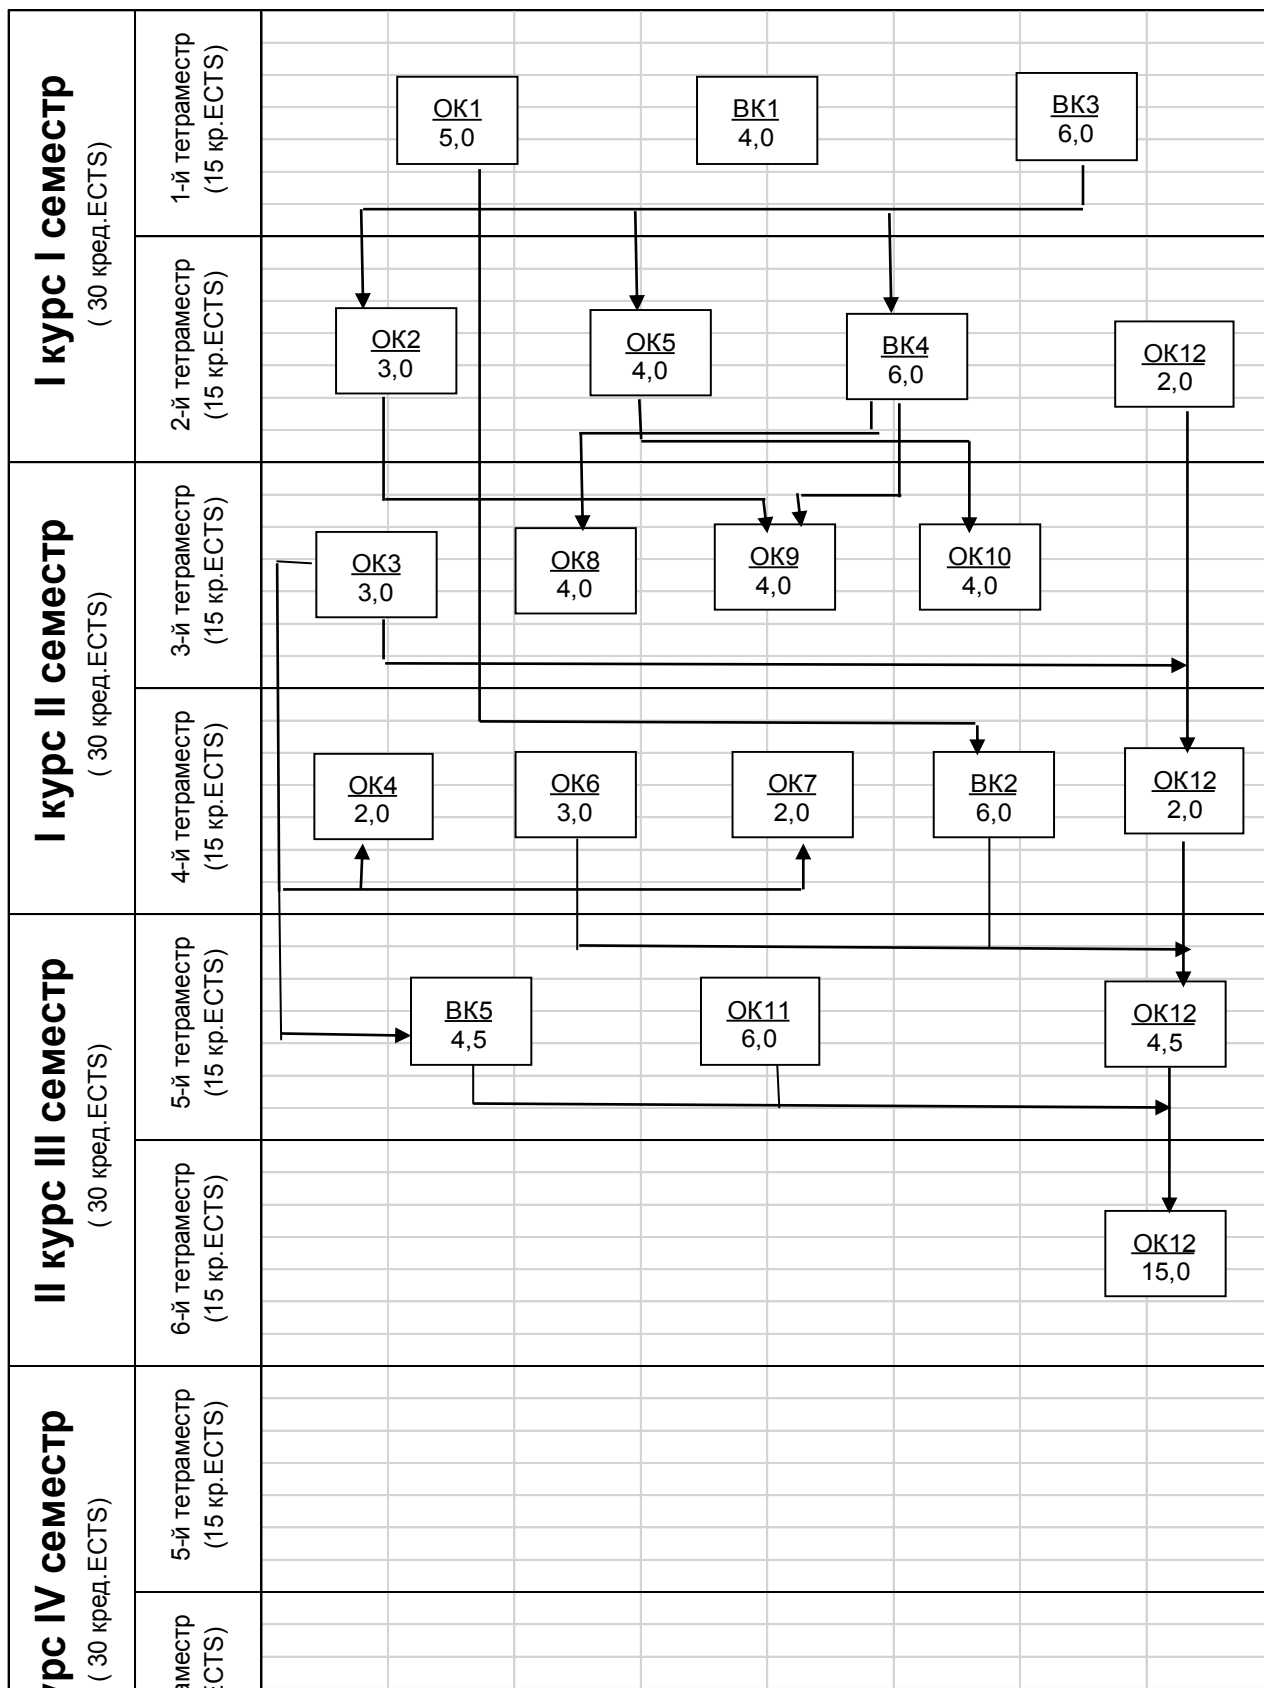 I курс I семестр
( 30 кред.ECTS)
1-й тетраместр
(15 кр.ECTS)
ОК1
5,0
ВК1
4,0
ВК3
6,0
2-й тетраместр
(15 кр.ECTS)
ОК2
3,0
ОК5
4,0
ВК4
6,0
ОК12
2,0
I курс II семестр
( 30 кред.ECTS)
3-й тетраместр
(15 кр.ECTS)
ОК3
3,0
ОК8
4,0
ОК9
4,0
ОК10
4,0
4-й тетраместр
(15 кр.ECTS)
ОК4
2,0
ОК6
3,0
ОК7
2,0
ВК2
6,0
ОК12
2,0
II курс III семестр
( 30 кред.ECTS)
5-й тетраместр
(15 кр.ECTS)
ВК5
4,5
ОК11
6,0
ОК12
4,5
6-й тетраместр
(15 кр.ECTS)
ОК12
15,0
рс IV семестр
( 30 кред.ECTS)
5-й тетраместр
(15 кр.ECTS)
местр
ECTS)